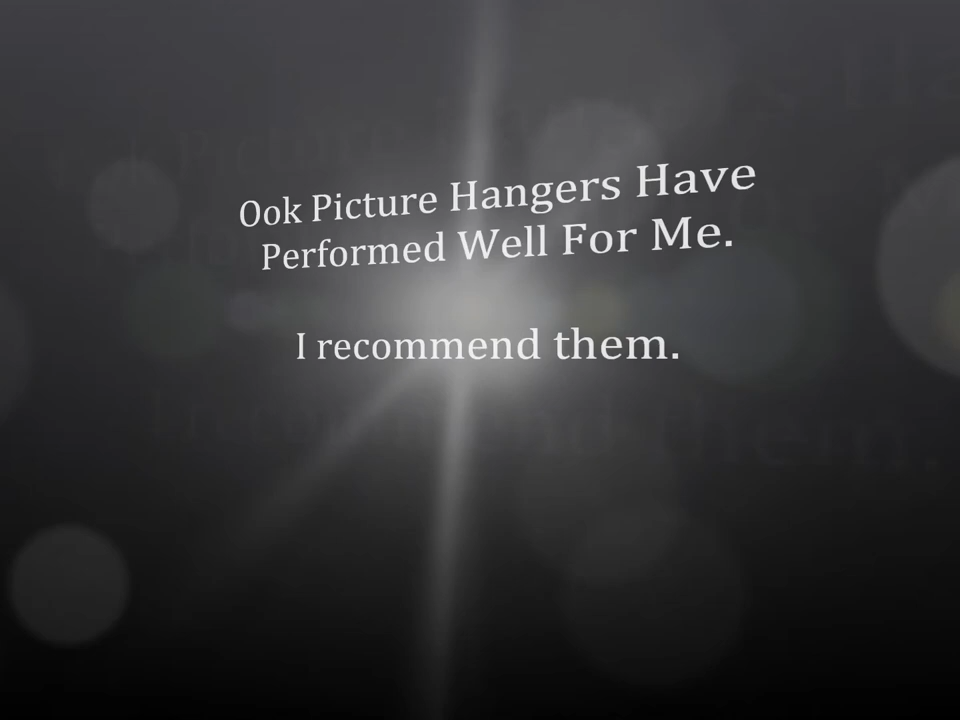 Ook Picture Hangers Have
Performed Well For Me.
I recommend them.